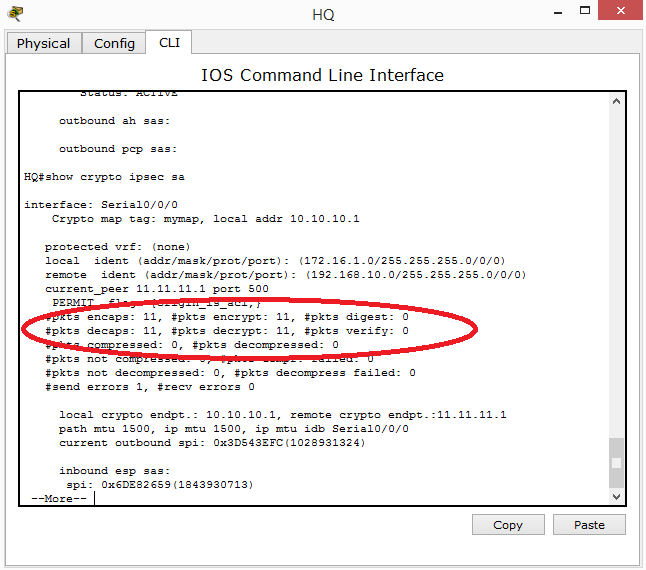 HQ
Physical
Config
CLI
IOS Command Line Interface
Status: ACTIVE
outbound ah sas:
outbound pcp sas:
HQ#show crypto ipsec sa
interface: Serial0/0/0
Crypto map tag: mymap, local addr 10.10.10.1
protected vrf: (none)
local  ident (addr/mask/prot/port): (172.16.1.0/255.255.255.0/0/0)
remote  ident (addr/mask/prot/port): (192.168.10.0/255.255.255.0/0/0)
current_peer 11.11.11.1 port 500
PERMIT, flags={origin_is_acl,}
#pkts encaps: 11, #pkts encrypt: 11, #pkts digest: 0
#pkts decaps: 11, #pkts decrypt: 11, #pkts verify: 0
#pkts compressed: 0, #pkts decompressed: 0
#pkts not compressed: 0, #pkts compr. failed: 0
#pkts not decompressed: 0, #pkts decompress failed: 0
#send errors 1, #recv errors 0
local crypto endpt.: 10.10.10.1, remote crypto endpt.:11.11.11.1
path mtu 1500, ip mtu 1500, ip mtu idb Serial0/0/0
current outbound spi: 0x3D543EFC(1028931324)
inbound esp sas:
spi: 0x6DE82659(1843930713)
--More--
Copy
Paste